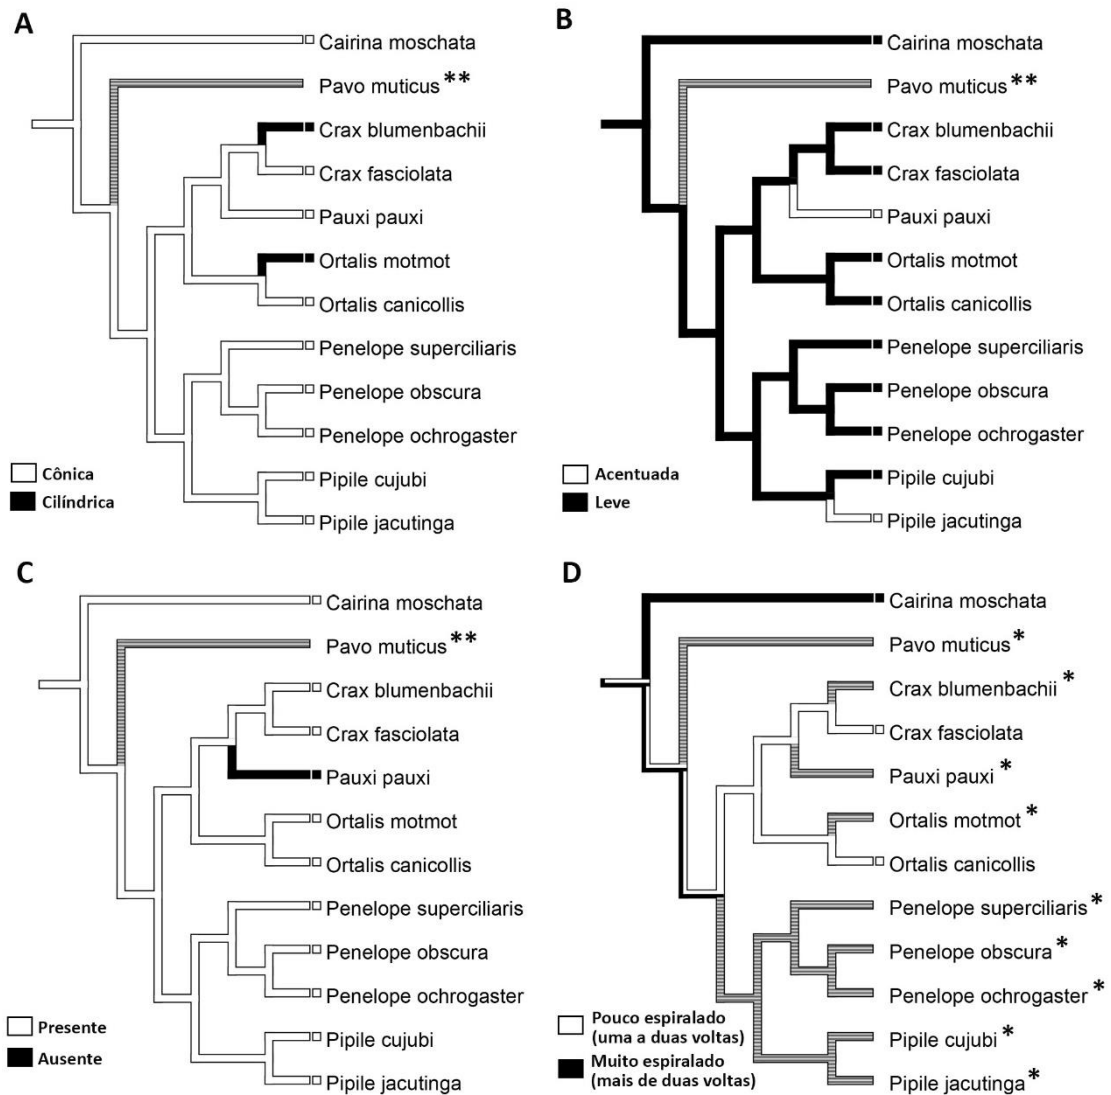 A
Cairina moschata
Pavo muticus**
Crax blumenbachii
Crax fasciolata
Pauxi pauxi
Ortalis motmot
Ortalis canicollis
Penelope superciliaris
Penelope obscura
Penelope ochrogaster
Pipile cujubi
Pipile jacutinga
Cônica
Cilíndrica
B
Cairina moschata
Pavo muticus**
Crax blumenbachii
Crax fasciolata
Pauxi pauxi
Ortalis motmot
Ortalis canicollis
Penelope superciliaris
Penelope obscura
Penelope ochrogaster
Pipile cujubi
Pipile jacutinga
Acentuada
Leve
C
Cairina moschata
Pavo muticus**
Crax blumenbachii
Crax fasciolata
Pauxi pauxi
Ortalis motmot
Ortalis canicollis
Penelope superciliaris
Penelope obscura
Penelope ochrogaster
Pipile cujubi
Pipile jacutinga
Presente
Ausente
D
Cairina moschata
Pavo muticus*
Crax blumenbachii*
Crax fasciolata
Pauxi pauxi*
Ortalis motmot*
Ortalis canicollis
Penelope superciliaris*
Penelope obscura*
Penelope ochrogaster*
Pipile cujubi*
Pipile jacutinga*
Pouco espiralado
(uma a duas voltas)
Muito espiralado
(mais de duas voltas)